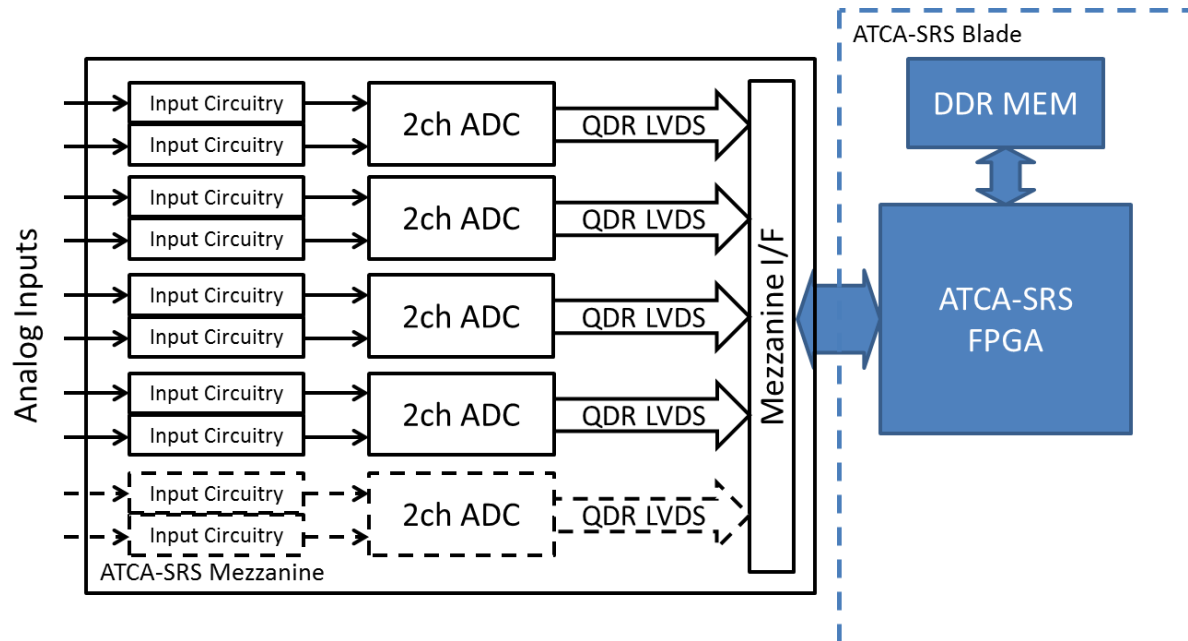 ATCA-SRS Blade
Analog Inputs
Input Circuitry
Input Circuitry
2ch ADC
QDR LVDS
Input Circuitry
Input Circuitry
2ch ADC
QDR LVDS
Input Circuitry
Input Circuitry
2ch ADC
QDR LVDS
Input Circuitry
Input Circuitry
2ch ADC
QDR LVDS
Input Circuitry
Input Circuitry
2ch ADC
QDR LVDS
ATCA-SRS Mezzanine
Mezzanine I/F
DDR MEM
ATCA-SRS
FPGA